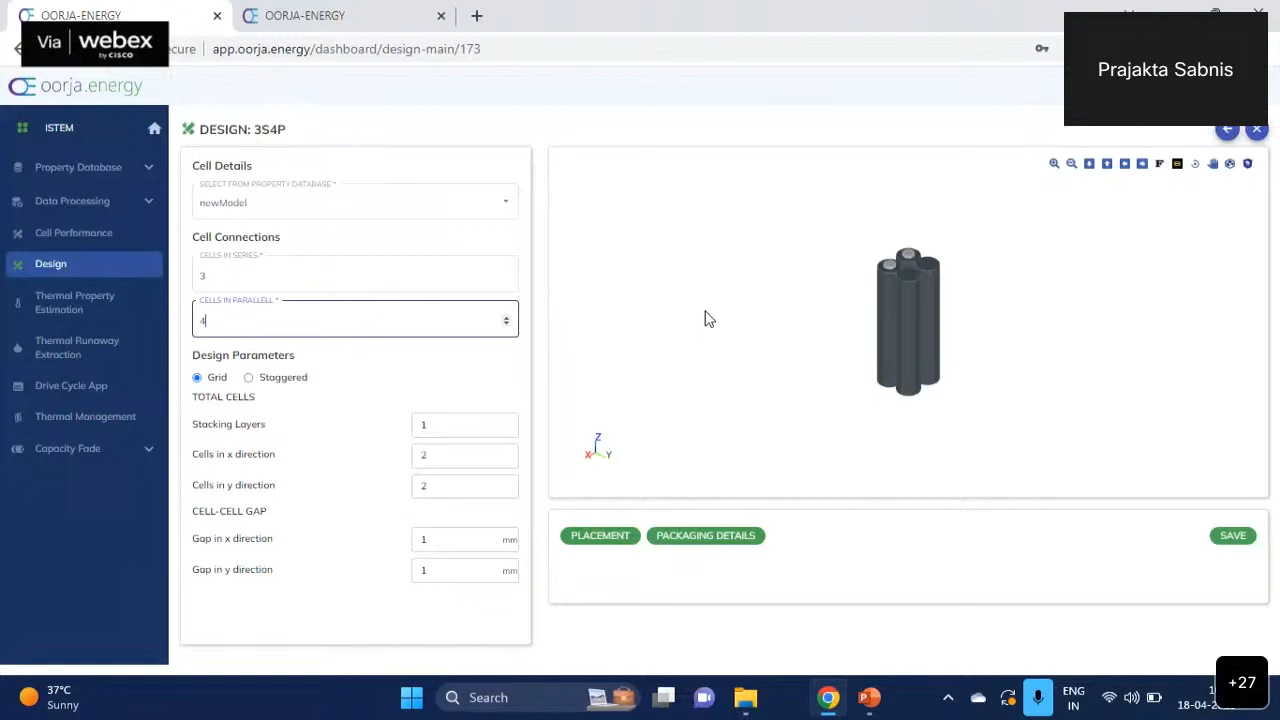 OORJA-ENERGY
OORJA-ENERGY
Via
webex
by CISCO
app.oorja.energy/dashboard/design-main/173
Prajakta Sabnis
oorja.energy
ISTEM
DESIGN: 3S4P
Property Database
Data Processing
Cell Performance
Design
Thermal Property
Estimation
Thermal Runaway
Extraction
Drive Cycle App
Thermal Management
Capacity Fade
Cell Details
SELECT FROM PROPERTY DATABASE *
newModel
Cell Connections
CELLS IN SERIES *
3
CELLS IN PARALLELL *
4
Design Parameters
Grid
Staggered
TOTAL CELLS
Stacking Layers 1
Cells in x direction 2
Cells in y direction 2
CELL-CELL GAP
Gap in x direction 1 mm
Gap in y direction 1 mm
Z
X Y
PLACEMENT
PACKAGING DETAILS
SAVE
37°C
Sunny
Search
ENG
IN
+27